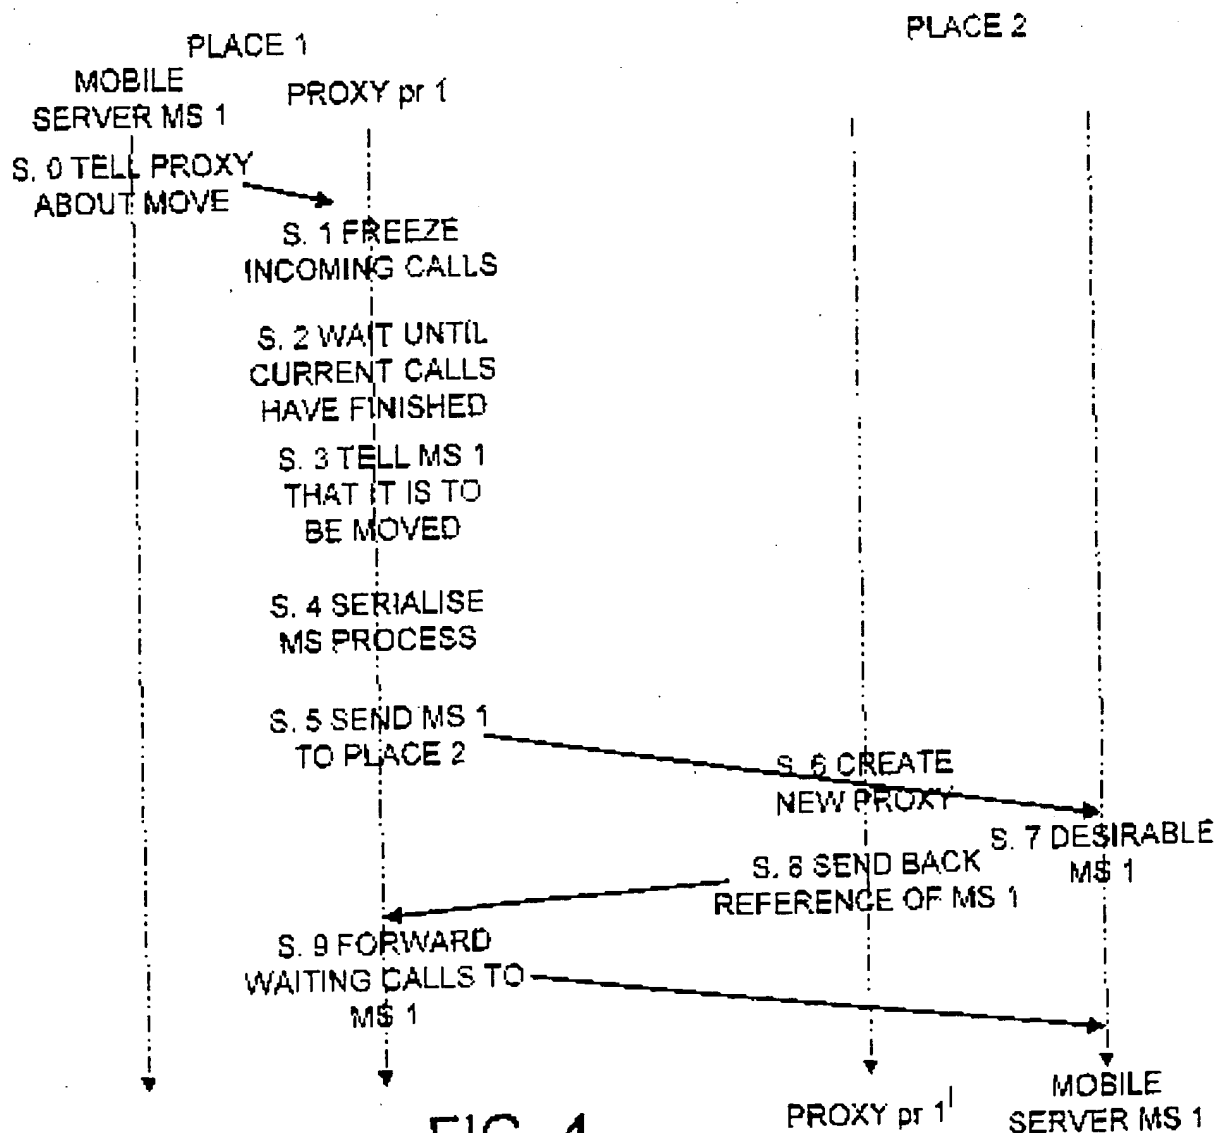 PLACE 1
PLACE 2
MOBILE
SERVER MS 1
PROXY pr 1
S. 0 TELL PROXY
ABOUT MOVE
S. 1 FREEZE
INCOMING CALLS
S. 2 WAIT UNTIL
CURRENT CALLS
HAVE FINISHED
S. 3 TELL MS 1
THAT IT IS TO
BE MOVED
S. 4 SERIALISE
MS PROCESS
S. 5 SEND MS 1
TO PLACE 2
S. 6 CREATE
NEW PROXY
S. 7 DESIRABLE
MS 1
S. 8 SEND BACK
REFERENCE OF MS 1
S. 9 FORWARD
WAITING CALLS TO
MS 1
PROXY pr 1'
MOBILE
SERVER MS 1
FIG. 4